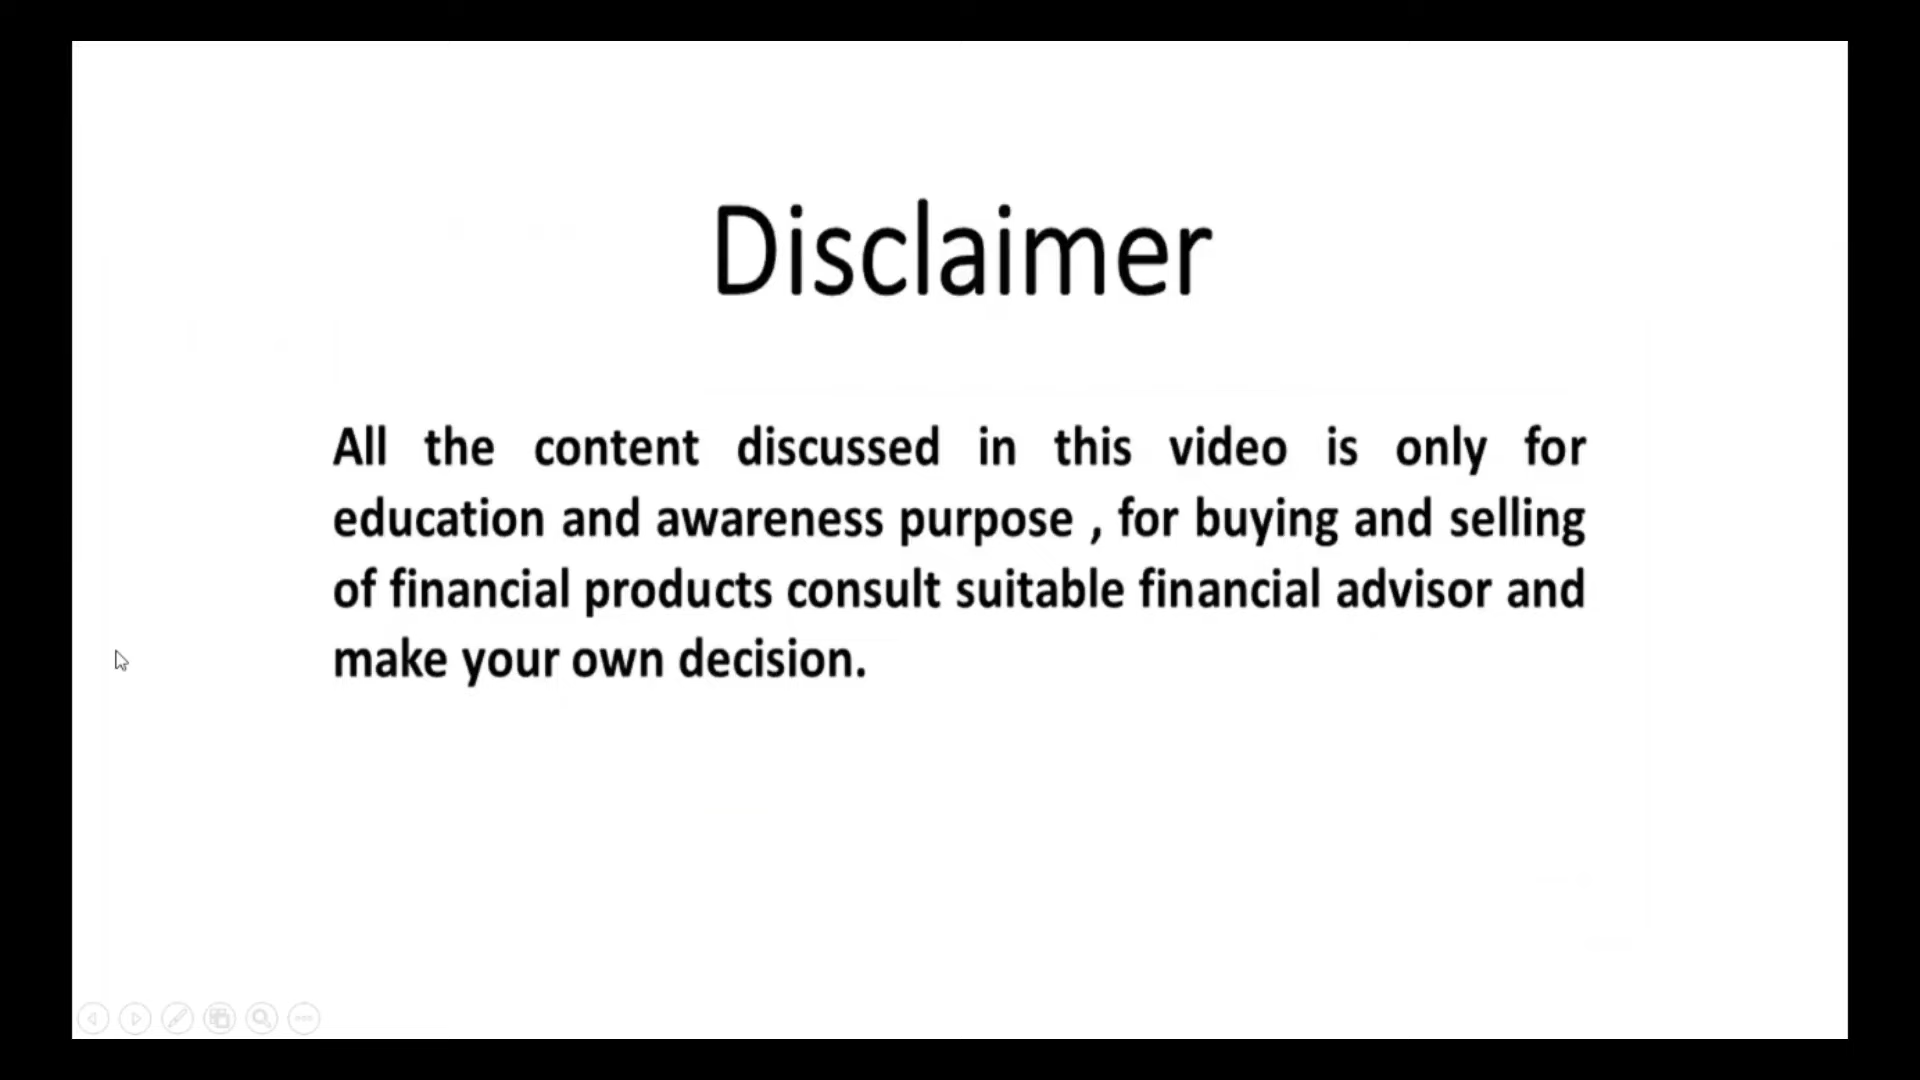 Disclaimer
All the content discussed in this video is only for
education and awareness purpose , for buying and selling
of financial products consult suitable financial advisor and
make your own decision.